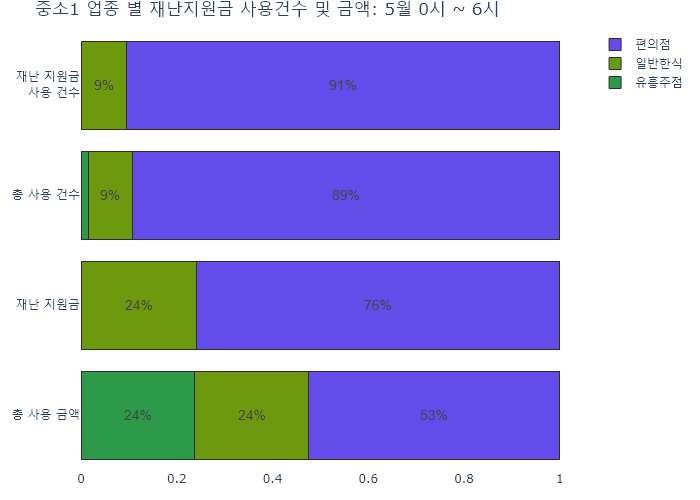 중소1 업종 별 재난지원금 사용건수 및 금액: 5월 0시 ~ 6시
편의점
일반한식
유흥주점
재난 지원금
사용 건수
9%
91%
총 사용 건수
9%
89%
재난 지원금
24%
76%
총 사용 금액
24%
24%
53%
0
0.2
0.4
0.6
0.8
1